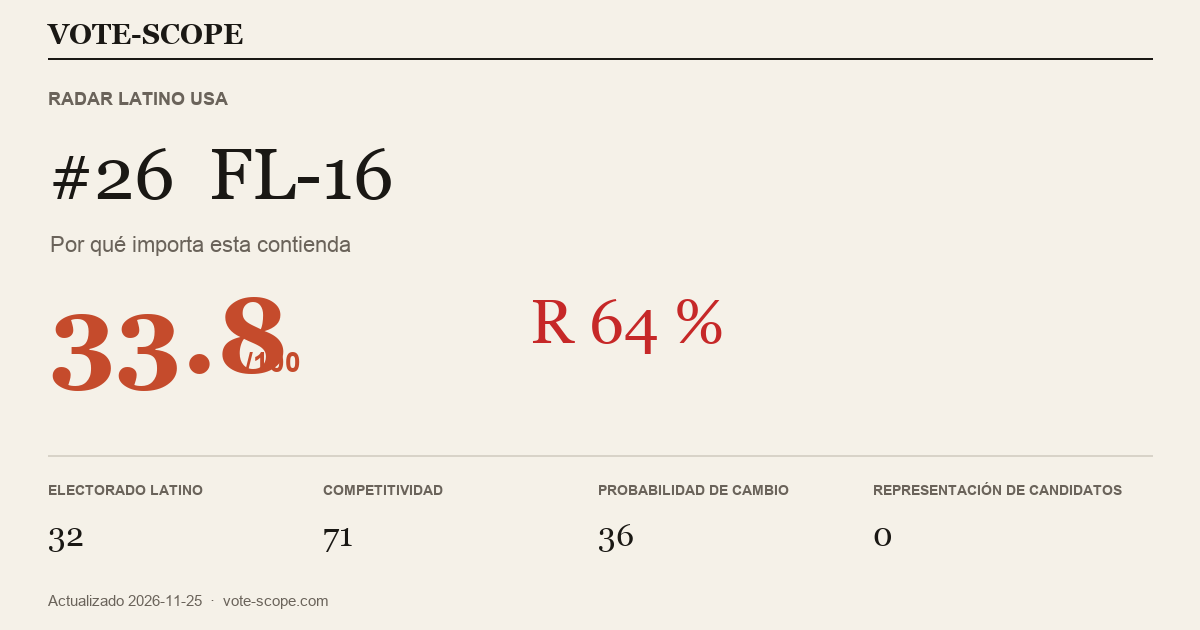 VOTE-SCOPE
RADAR LATINO USA
#26 FL-16
Por qué importa esta contienda
33.8 /100
R 64 %
ELECTORADO LATINO
COMPETITIVIDAD
PROBABILIDAD DE CAMBIO
REPRESENTACIÓN DE CANDIDATOS
32
71
36
0
Actualizado 2026-11-25 · vote-scope.com